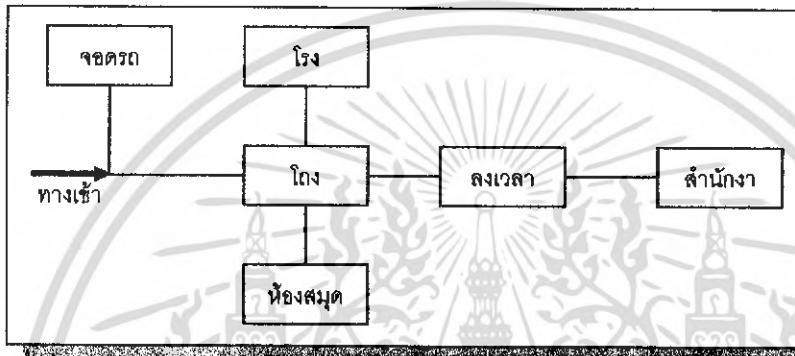 จอดรถ
โรง
โถง
ลงเวลา
สำนักงา
ทางเข้า
ห้องสมุด